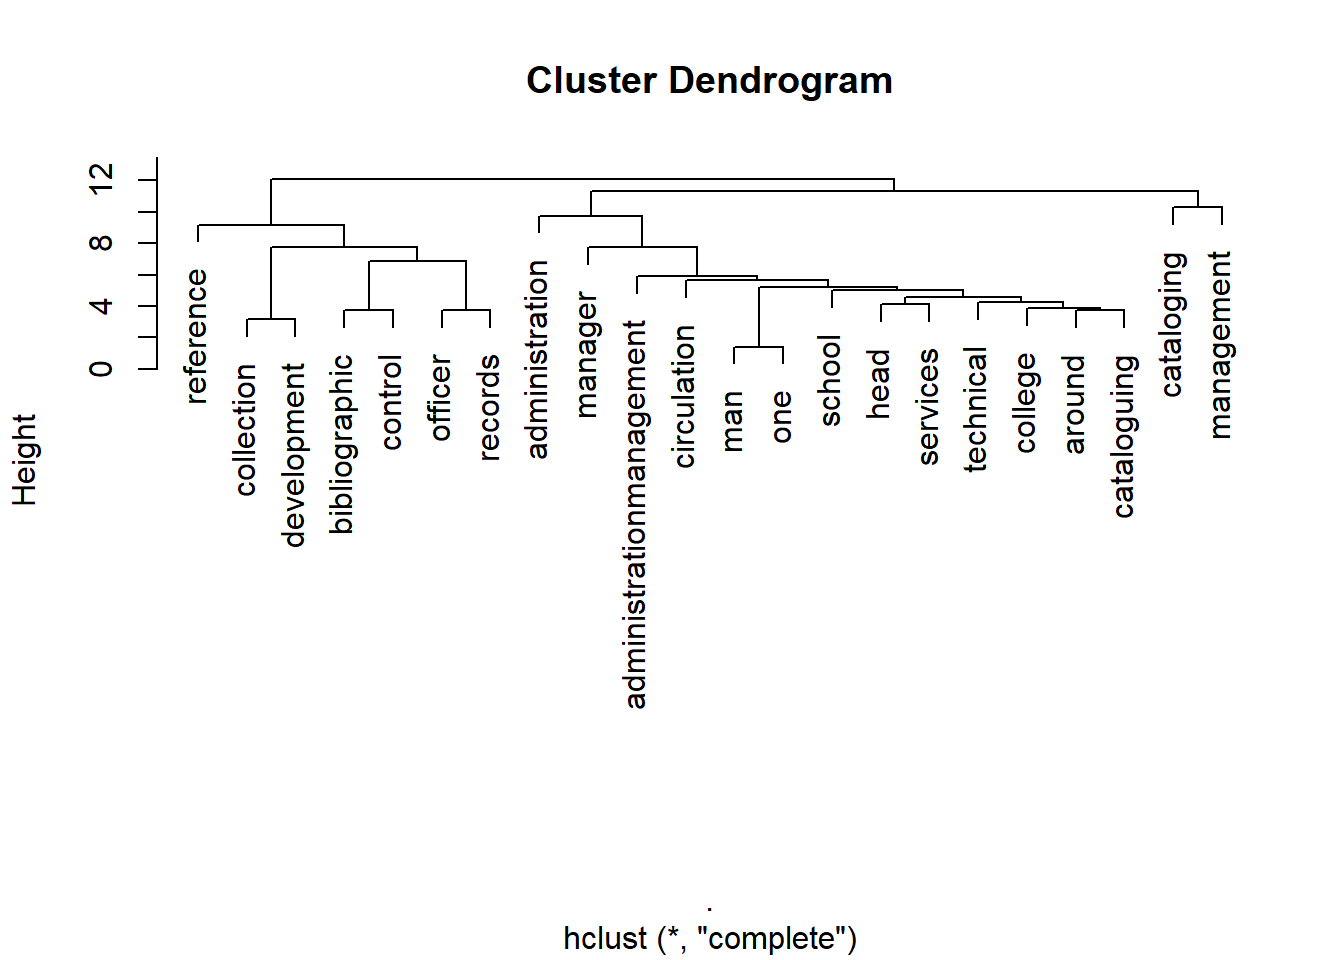 Cluster Dendrogram
Height
12
8
4
0
reference
collection
development
bibliographic
control
officer
records
administration
manager
administrationmanagement
circulation
man
one
school
head
services
technical
college
around
cataloguing
cataloging
management
.
hclust (*, "complete")